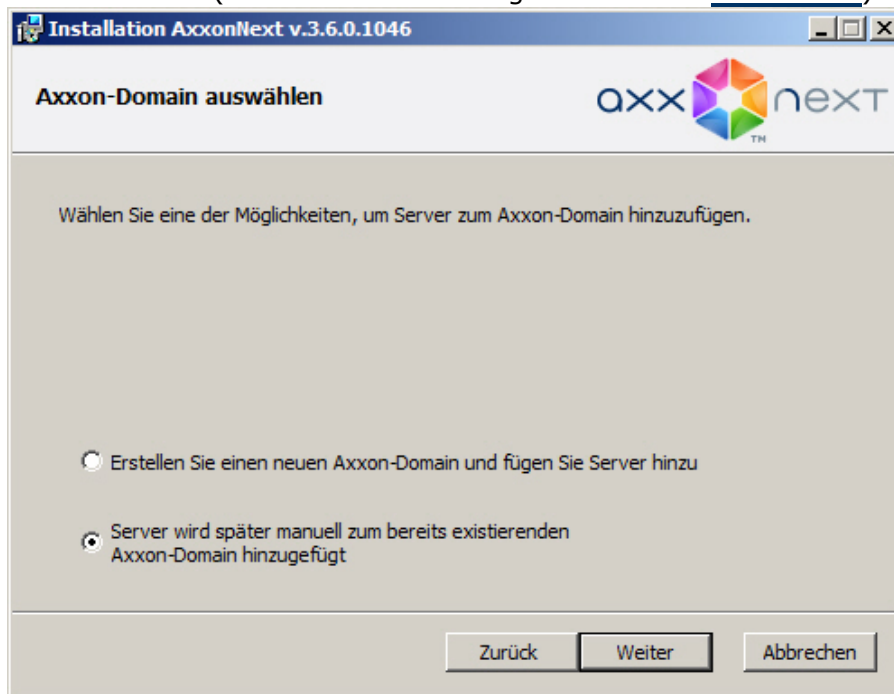 Installation AxxonNext v.3.6.0.1046
Axxon-Domain auswählen
axx next
TM
Wählen Sie eine der Möglichkeiten, um Server zum Axxon-Domain hinzuzufügen.
Erstellen Sie einen neuen Axxon-Domain und fügen Sie Server hinzu
Server wird später manuell zum bereits existierenden
Axxon-Domain hinzugefügt
Zurück Weiter Abbrechen